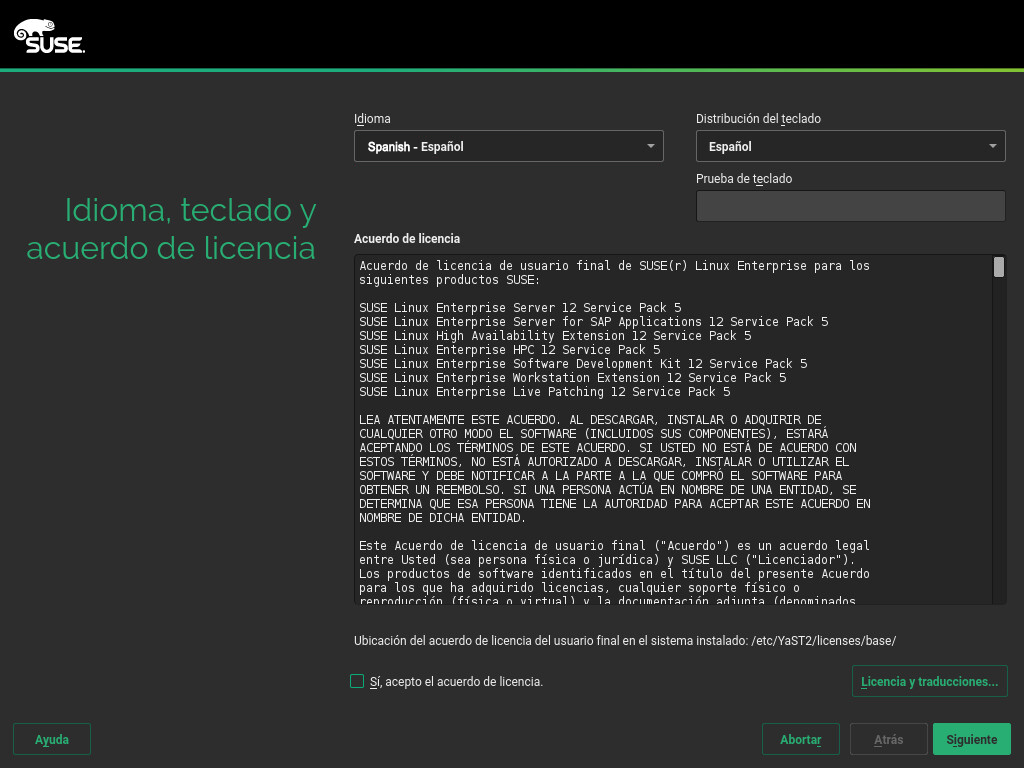 SUSE.
Idioma
Distribución del teclado
Spanish - Español
Español
Prueba de teclado
Idioma, teclado y
acuerdo de licencia
Acuerdo de licencia
Acuerdo de licencia de usuario final de SUSE(r) Linux Enterprise para los
siguientes productos SUSE:
SUSE Linux Enterprise Server 12 Service Pack 5
SUSE Linux Enterprise Server for SAP Applications 12 Service Pack 5
SUSE Linux High Availability Extension 12 Service Pack 5
SUSE Linux Enterprise HPC 12 Service Pack 5
SUSE Linux Enterprise Software Development Kit 12 Service Pack 5
SUSE Linux Enterprise Workstation Extension 12 Service Pack 5
SUSE Linux Enterprise Live Patching 12 Service Pack 5
LEA ATENTAMENTE ESTE ACUERDO. AL DESCARGAR, INSTALAR O ADQUIRIR DE
CUALQUIER OTRO MODO EL SOFTWARE (INCLUIDOS SUS COMPONENTES), ESTARÁ
ACEPTANDO LOS TÉRMINOS DE ESTE ACUERDO. SI USTED NO ESTÁ DE ACUERDO CON
ESTOS TÉRMINOS, NO ESTÁ AUTORIZADO A DESCARGAR, INSTALAR O UTILIZAR EL
SOFTWARE Y DEBE NOTIFICAR A LA PARTE A LA QUE COMPRÓ EL SOFTWARE PARA
OBTENER UN REEMBOLSO. SI UNA PERSONA ACTÚA EN NOMBRE DE UNA ENTIDAD, SE
DETERMINA QUE ESA PERSONA TIENE LA AUTORIDAD PARA ACEPTAR ESTE ACUERDO EN
NOMBRE DE DICHA ENTIDAD.
Este Acuerdo de licencia de usuario final ("Acuerdo") es un acuerdo legal
entre Usted (sea persona física o jurídica) y SUSE LLC ("Licenciador").
Los productos de software identificados en el título del presente Acuerdo
para los que ha adquirido licencias, cualquier soporte físico o
reproducción (física o virtual) y la documentación adjunta (denominados
Ubicación del acuerdo de licencia del usuario final en el sistema instalado: /etc/YaST2/licenses/base/
Sí, acepto el acuerdo de licencia.
Licencia y traducciones...
Ayuda
Abortar
Atrás
Siguiente